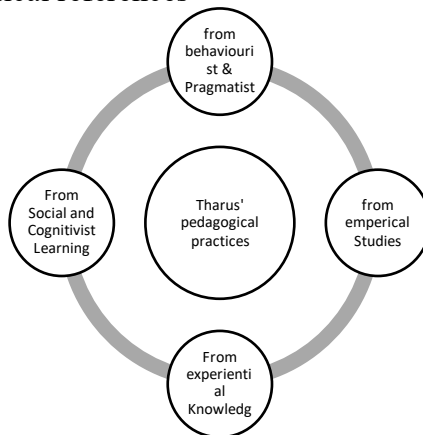 from
behaviouri
st &
Pragmatist
From
Social and
Cognitivist
Learning
Tharus'
pedagogical
practices
from
emperical
Studies
From
experienti
al
Knowledg